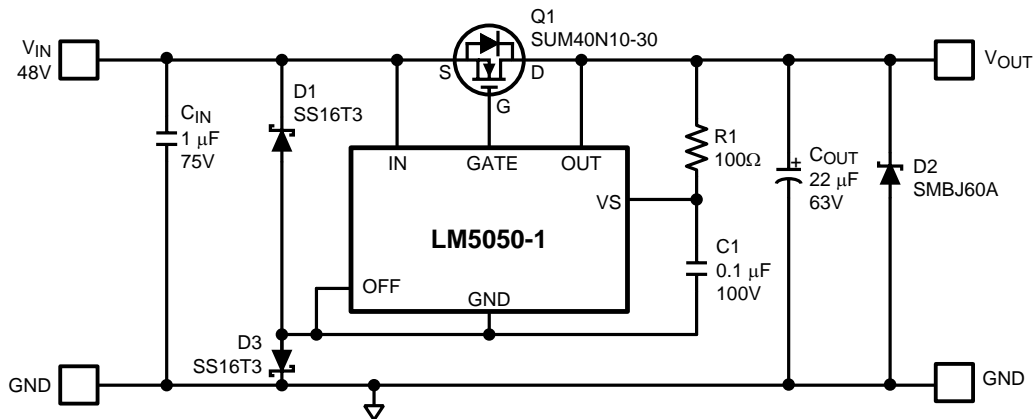 Q1
SUM40N10-30
VIN
48V
S
D
G
VOUT
D1
SS16T3
CIN
1 μF
75V
IN
GATE
OUT
R1
100Ω
COUT
+
22 μF
63V
D2
SMBJ60A
VS
LM5050-1
C1
0.1 μF
100V
OFF
GND
D3
SS16T3
GND
GND